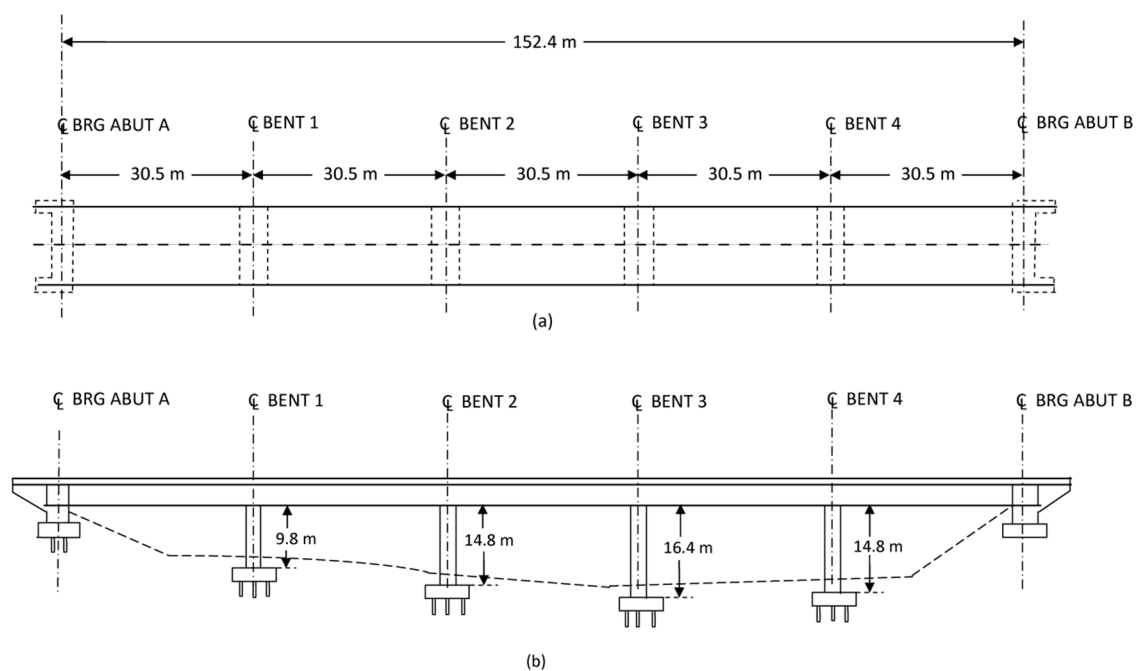 152.4 m
℄ BRG ABUT A
℄ BENT 1
℄ BENT 2
℄ BENT 3
℄ BENT 4
℄ BRG ABUT B
30.5 m
30.5 m
30.5 m
30.5 m
30.5 m
(a)
℄ BRG ABUT A
℄ BENT 1
℄ BENT 2
℄ BENT 3
℄ BENT 4
℄ BRG ABUT B
9.8 m
14.8 m
16.4 m
14.8 m
(b)